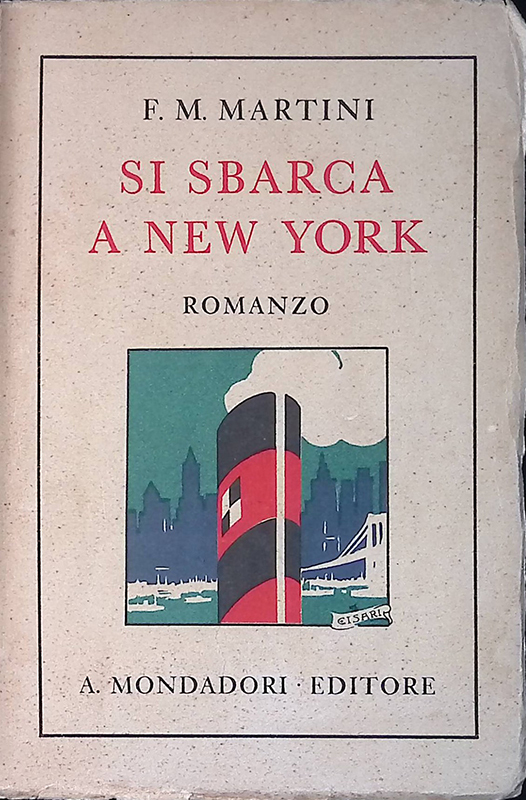 F. M. MARTINI
SI SBARCA
A NEW YORK
ROMANZO
CISARI
A. MONDADORI · EDITORE